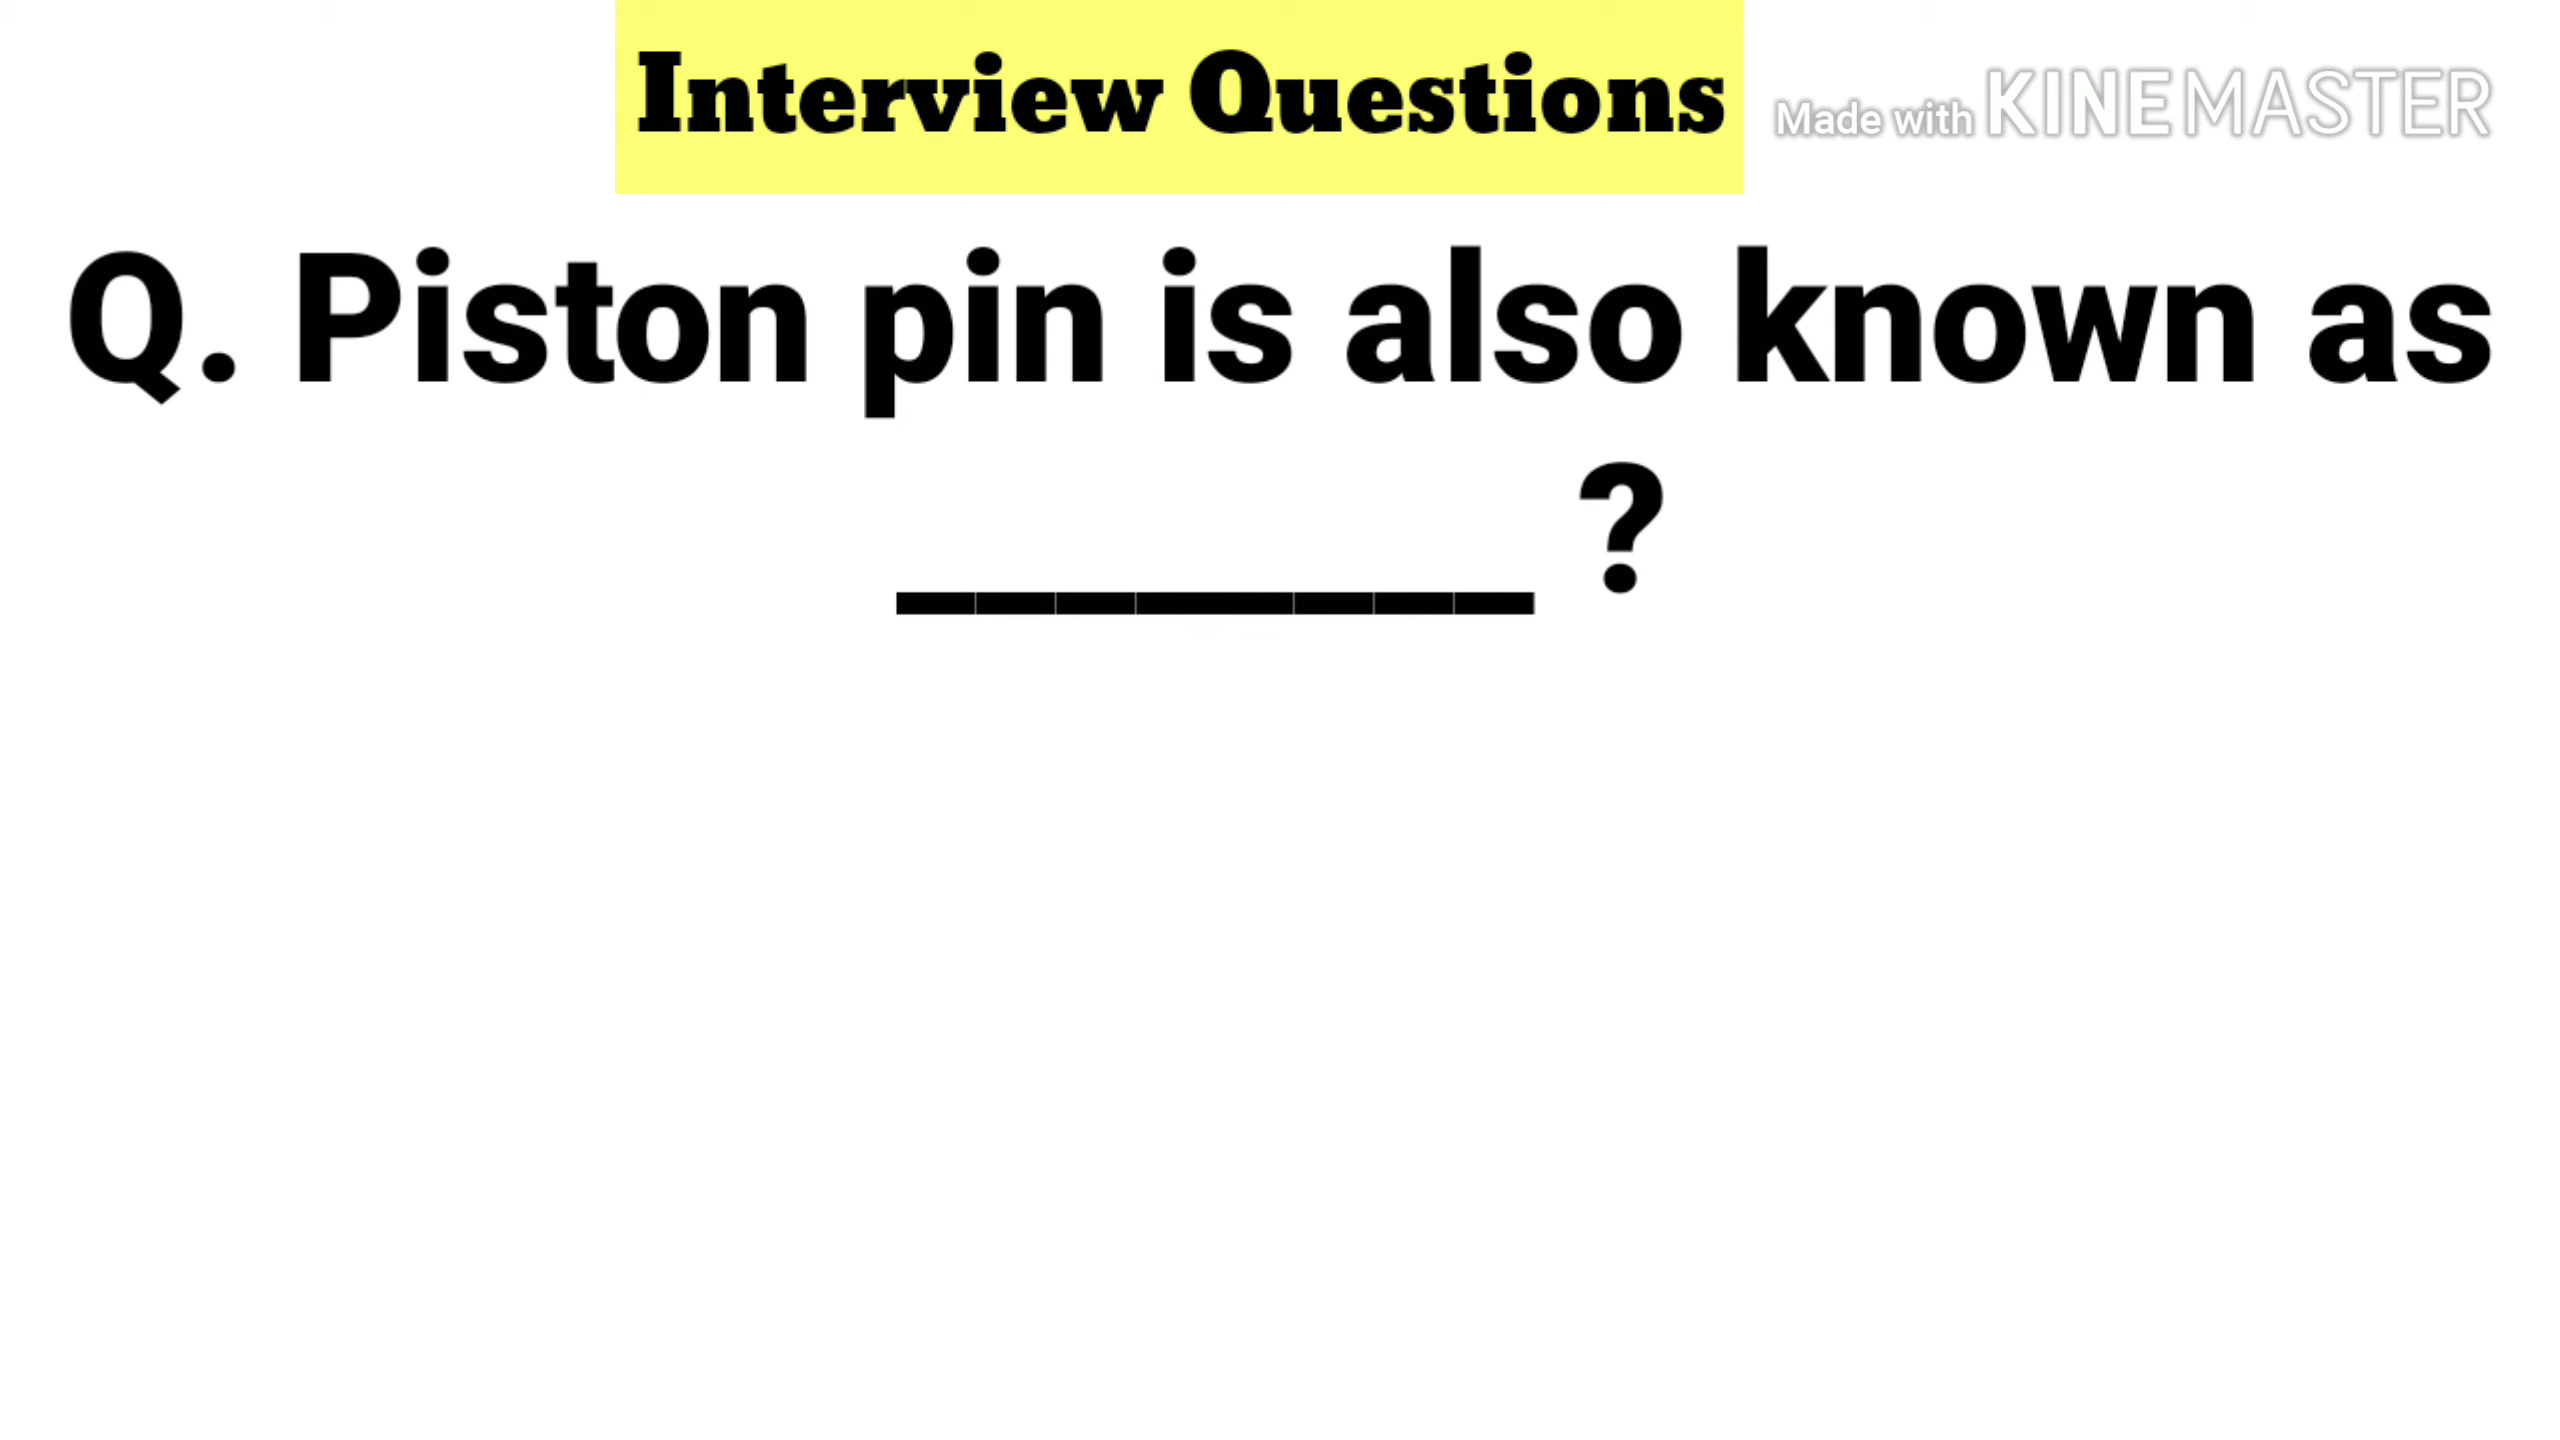 Interview Questions
Made with KINEMASTER
Q. Piston pin is also known as
________ ?